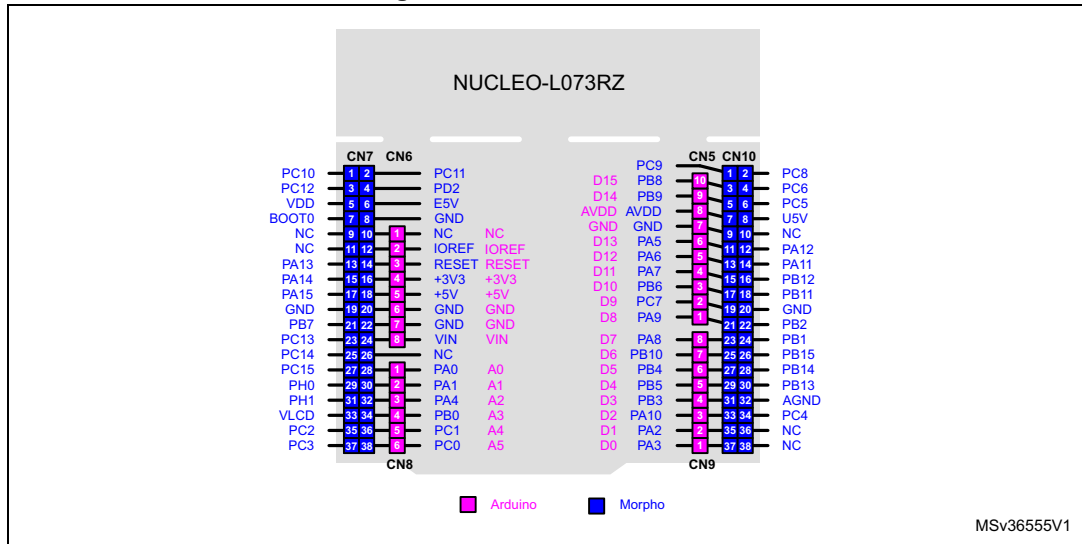 NUCLEO-L073RZ
CN7 CN6 CN5 CN10
PC9
PC10 1 2 PC11 1 2 PC8
PC12 3 4 PD2 D15 PB8 10 3 4 PC6
VDD 5 6 E5V D14 PB9 9 5 6 PC5
BOOT0 7 8 GND AVDD AVDD 8 7 8 U5V
NC 9 10 1 NC NC GND GND 7 9 10 NC
NC 11 12 2 IOREF IOREF D13 PA5 6 11 12 PA12
PA13 13 14 3 RESET RESET D12 PA6 5 13 14 PA11
PA14 15 16 4 +3V3 +3V3 D11 PA7 4 15 16 PB12
PA15 17 18 5 +5V +5V D10 PB6 3 17 18 PB11
GND 19 20 6 GND GND D9 PC7 2 19 20 GND
PB7 21 22 7 GND GND D8 PA9 1 21 22 PB2
PC13 23 24 8 VIN VIN D7 PA8 8 23 24 PB1
PC14 25 26 NC D6 PB10 7 25 26 PB15
PC15 27 28 1 PA0 A0 D5 PB4 6 27 28 PB14
PH0 29 30 2 PA1 A1 D4 PB5 5 29 30 PB13
PH1 31 32 3 PA4 A2 D3 PB3 4 31 32 AGND
VLCD 33 34 4 PB0 A3 D2 PA10 3 33 34 PC4
PC2 35 36 5 PC1 A4 D1 PA2 2 35 36 NC
PC3 37 38 6 PC0 A5 D0 PA3 1 37 38 NC
CN8 CN9
Arduino Morpho
MSv36555V1